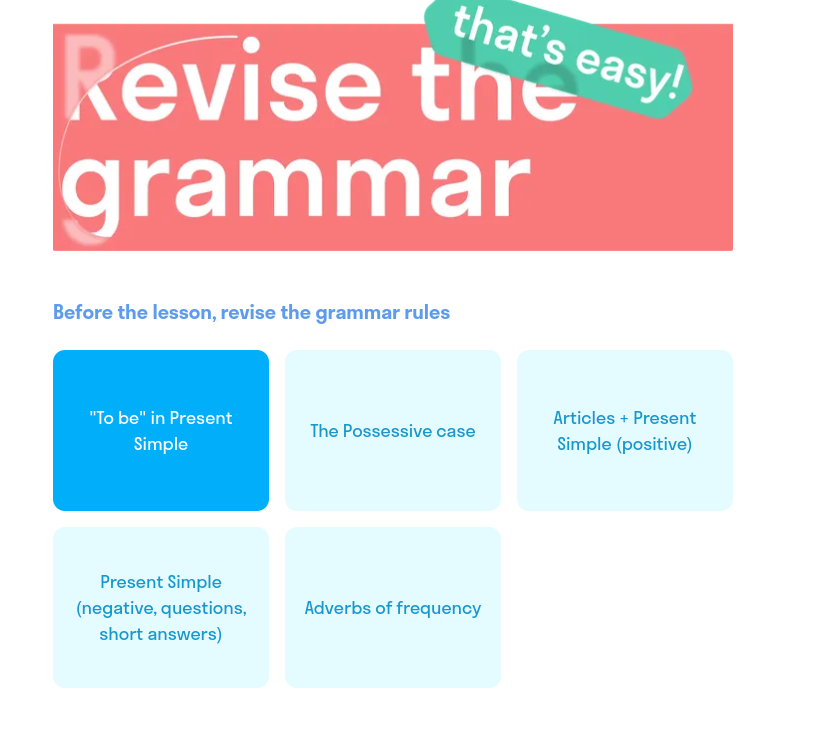 that's easy!
Revise the
grammar
Before the lesson, revise the grammar rules
"To be" in Present
Simple
The Possessive case
Articles + Present
Simple (positive)
Present Simple
(negative, questions,
short answers)
Adverbs of frequency